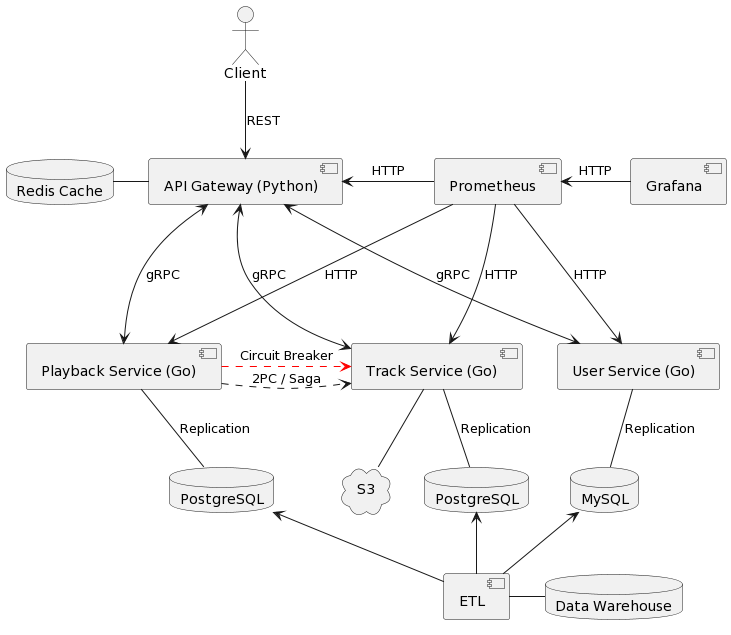 Client
REST
Redis Cache
API Gateway (Python)
HTTP
Prometheus
HTTP
Grafana
gRPC
gRPC
HTTP
gRPC
HTTP
HTTP
Playback Service (Go)
Circuit Breaker
2PC / Saga
Track Service (Go)
User Service (Go)
Replication
Replication
Replication
PostgreSQL
S3
PostgreSQL
MySQL
ETL
Data Warehouse